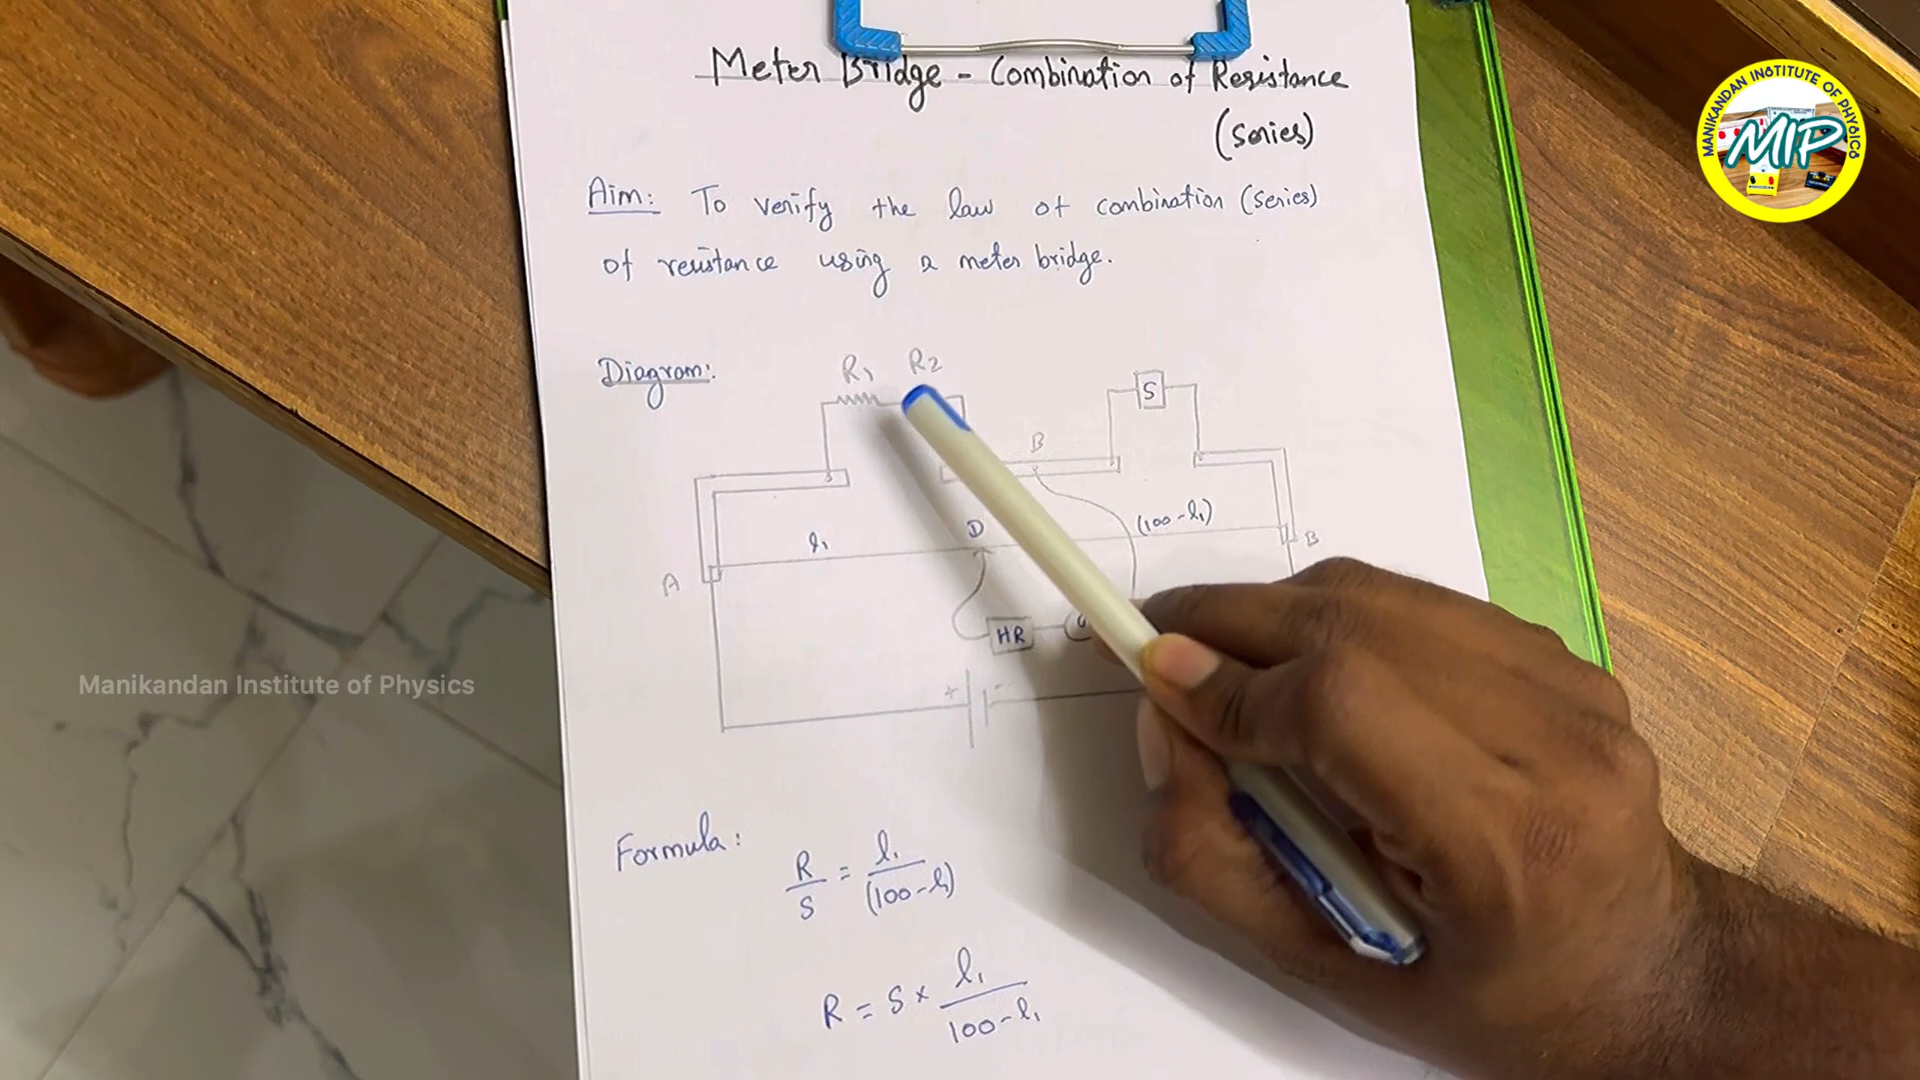 Meter Bridge - Combination of Resistance
(Series)
Aim: To verify the law of combination (series)
of resistance using a meter bridge.
Diagram:
R1 R2
S
B
l1
D
(100-l1)
A
B
HR
+ -
Formula:
R/S = l1/(100-l1)
R = S × l1/100-l1
MANIKANDAN INSTITUTE OF PHYSICS
MIP
Manikandan Institute of Physics